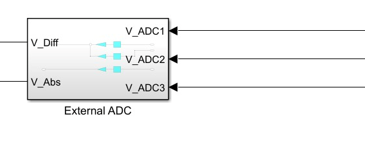 V_ADC1
V_Diff
V_ADC2
V_Abs
V_ADC3
External ADC